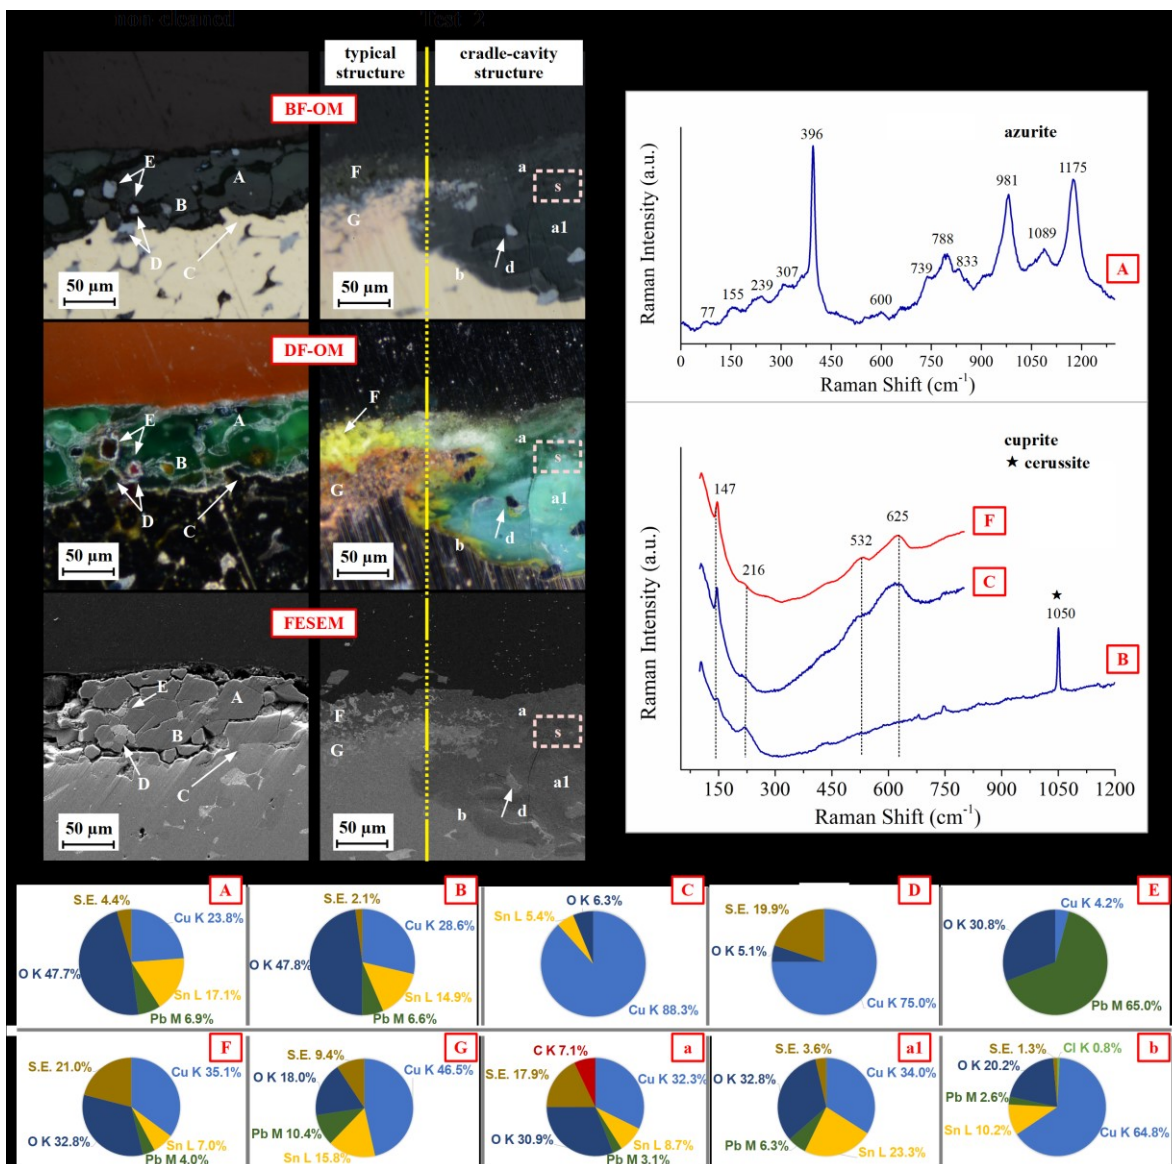 non-cleaned
Test 2
typical structure
cradle-cavity structure
BF-OM
E
A
B
D
C
50 µm
F
G
a
s
a1
b
d
50 µm
DF-OM
E
A
B
D
C
50 µm
F
G
a
s
a1
b
d
50 µm
FESEM
E
A
B
D
C
50 µm
F
G
a
s
a1
b
d
50 µm
azurite
A
Raman Intensity (a.u.)
77
155
239
307
396
600
739
788
833
981
1089
1175
0 150 300 450 600 750 900 1050 1200
Raman Shift (cm⁻¹)
cuprite
★ cerussite
Raman Intensity (a.u.)
147
216
532
625
★
1050
F
C
B
150 300 450 600 750 900 1050 1200
Raman Shift (cm⁻¹)
A
S.E. 4.4%
Cu K 23.8%
O K 47.7%
Sn L 17.1%
Pb M 6.9%
B
S.E. 2.1%
Cu K 28.6%
O K 47.8%
Sn L 14.9%
Pb M 6.6%
C
O K 6.3%
Sn L 5.4%
Cu K 88.3%
D
S.E. 19.9%
O K 5.1%
Cu K 75.0%
E
Cu K 4.2%
O K 30.8%
Pb M 65.0%
F
S.E. 21.0%
Cu K 35.1%
O K 32.8%
Sn L 7.0%
Pb M 4.0%
G
S.E. 9.4%
Cu K 46.5%
O K 18.0%
Pb M 10.4%
Sn L 15.8%
a
C K 7.1%
S.E. 17.9%
Cu K 32.3%
O K 30.9%
Sn L 8.7%
Pb M 3.1%
a1
S.E. 3.6%
O K 32.8%
Cu K 34.0%
Pb M 6.3%
Sn L 23.3%
b
Cl K 0.8%
S.E. 1.3%
O K 20.2%
Pb M 2.6%
Sn L 10.2%
Cu K 64.8%